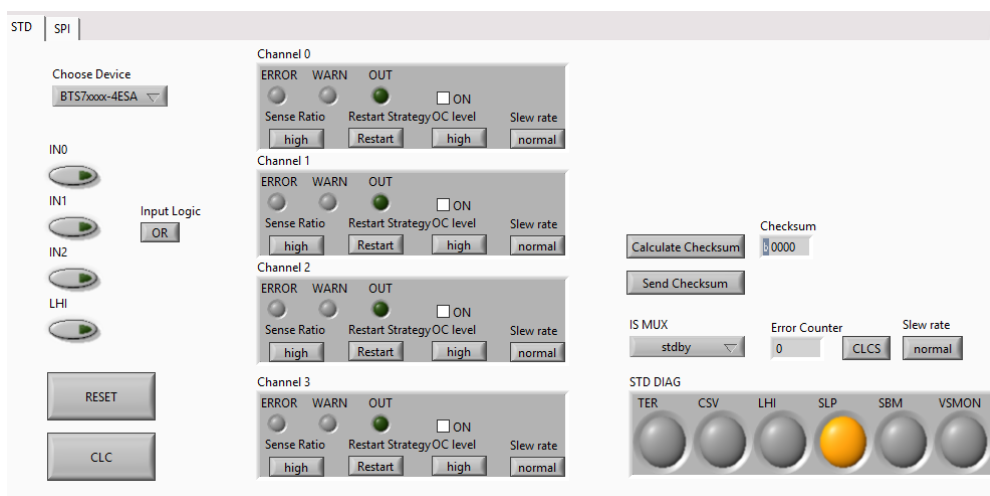 STD SPI
Choose Device
BTS7xxxx-4ESA
IN0
IN1
Input Logic
OR
IN2
LHI
RESET
CLC
Channel 0
ERROR WARN OUT
ON
Sense Ratio Restart Strategy OC level Slew rate
high Restart high normal
Channel 1
ERROR WARN OUT
ON
Sense Ratio Restart Strategy OC level Slew rate
high Restart high normal
Channel 2
ERROR WARN OUT
ON
Sense Ratio Restart Strategy OC level Slew rate
high Restart high normal
Channel 3
ERROR WARN OUT
ON
Sense Ratio Restart Strategy OC level Slew rate
high Restart high normal
Checksum
Calculate Checksum b 0000
Send Checksum
IS MUX Error Counter Slew rate
stdby 0 CLCS normal
STD DIAG
TER CSV LHI SLP SBM VSMON